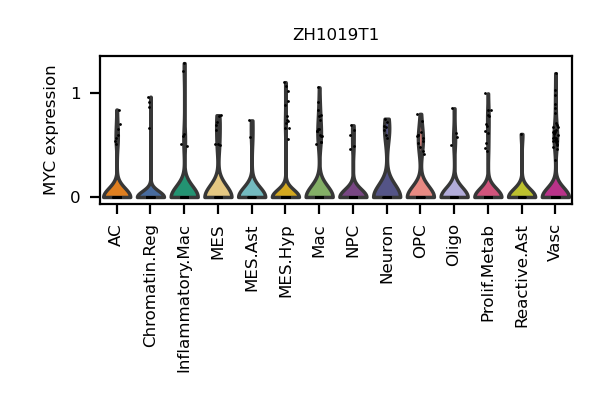 ZH1019T1
MYC expression
1
0
AC
Chromatin.Reg
Inflammatory.Mac
MES
MES.Ast
MES.Hyp
Mac
NPC
Neuron
OPC
Oligo
Prolif.Metab
Reactive.Ast
Vasc